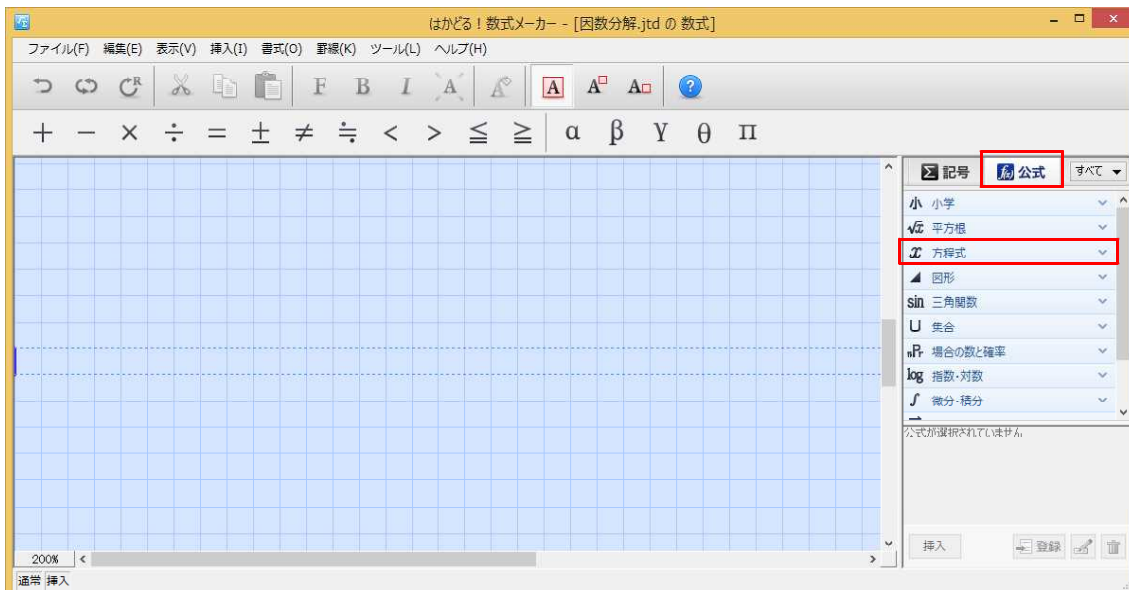 はかどる！数式メーカー - [因数分解.jtd の 数式]
ファイル(F) 編集(E) 表示(V) 挿入(I) 書式(O) 罫線(K) ツール(L) ヘルプ(H)
F B I A A A A A
+ − × ÷ = ± ≠ ≒ < > ≦ ≧ α β γ θ π
Σ 記号 f(x) 公式 すべて
小 小学
√x 平方根
x 方程式
図形
sin 三角関数
∪ 集合
nPr 場合の数と確率
log 指数・対数
∫ 微分・積分
公式が選択されていません
挿入 登録
200%
通常 挿入